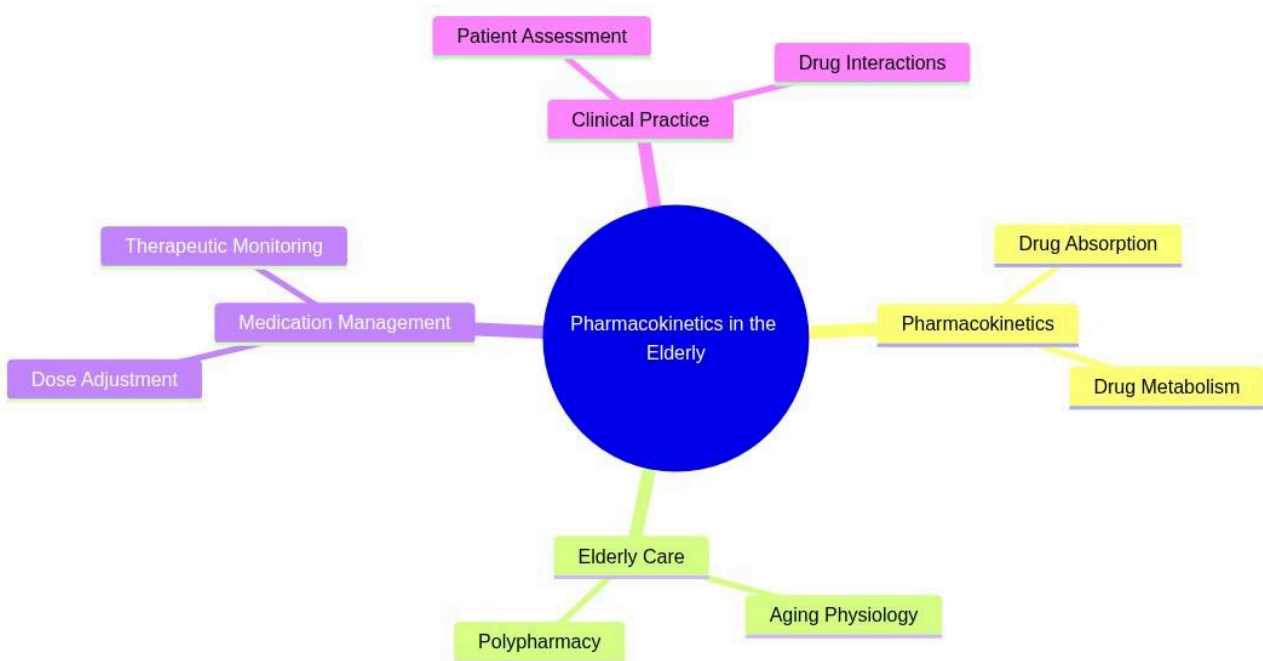 Patient Assessment
Drug Interactions
Clinical Practice
Therapeutic Monitoring
Drug Absorption
Medication Management
Pharmacokinetics in the
Elderly
Pharmacokinetics
Dose Adjustment
Drug Metabolism
Elderly Care
Aging Physiology
Polypharmacy